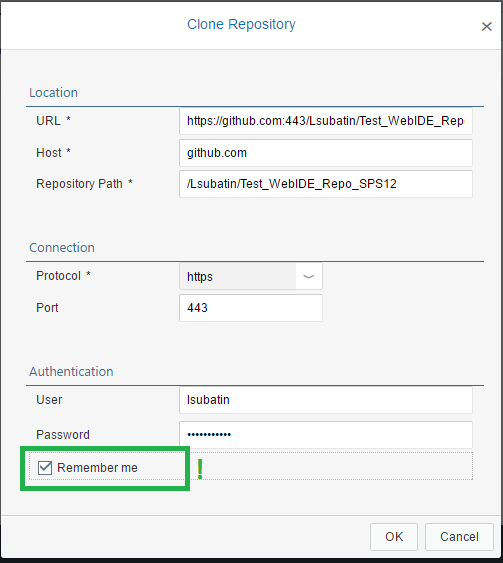 Clone Repository
Location
URL *
https://github.com:443/Lsubatin/Test_WebIDE_Rep
Host *
github.com
Repository Path *
/Lsubatin/Test_WebIDE_Repo_SPS12
Connection
Protocol *
https
Port
443
Authentication
User
lsubatin
Password
•••••••••••
Remember me
!
OK
Cancel